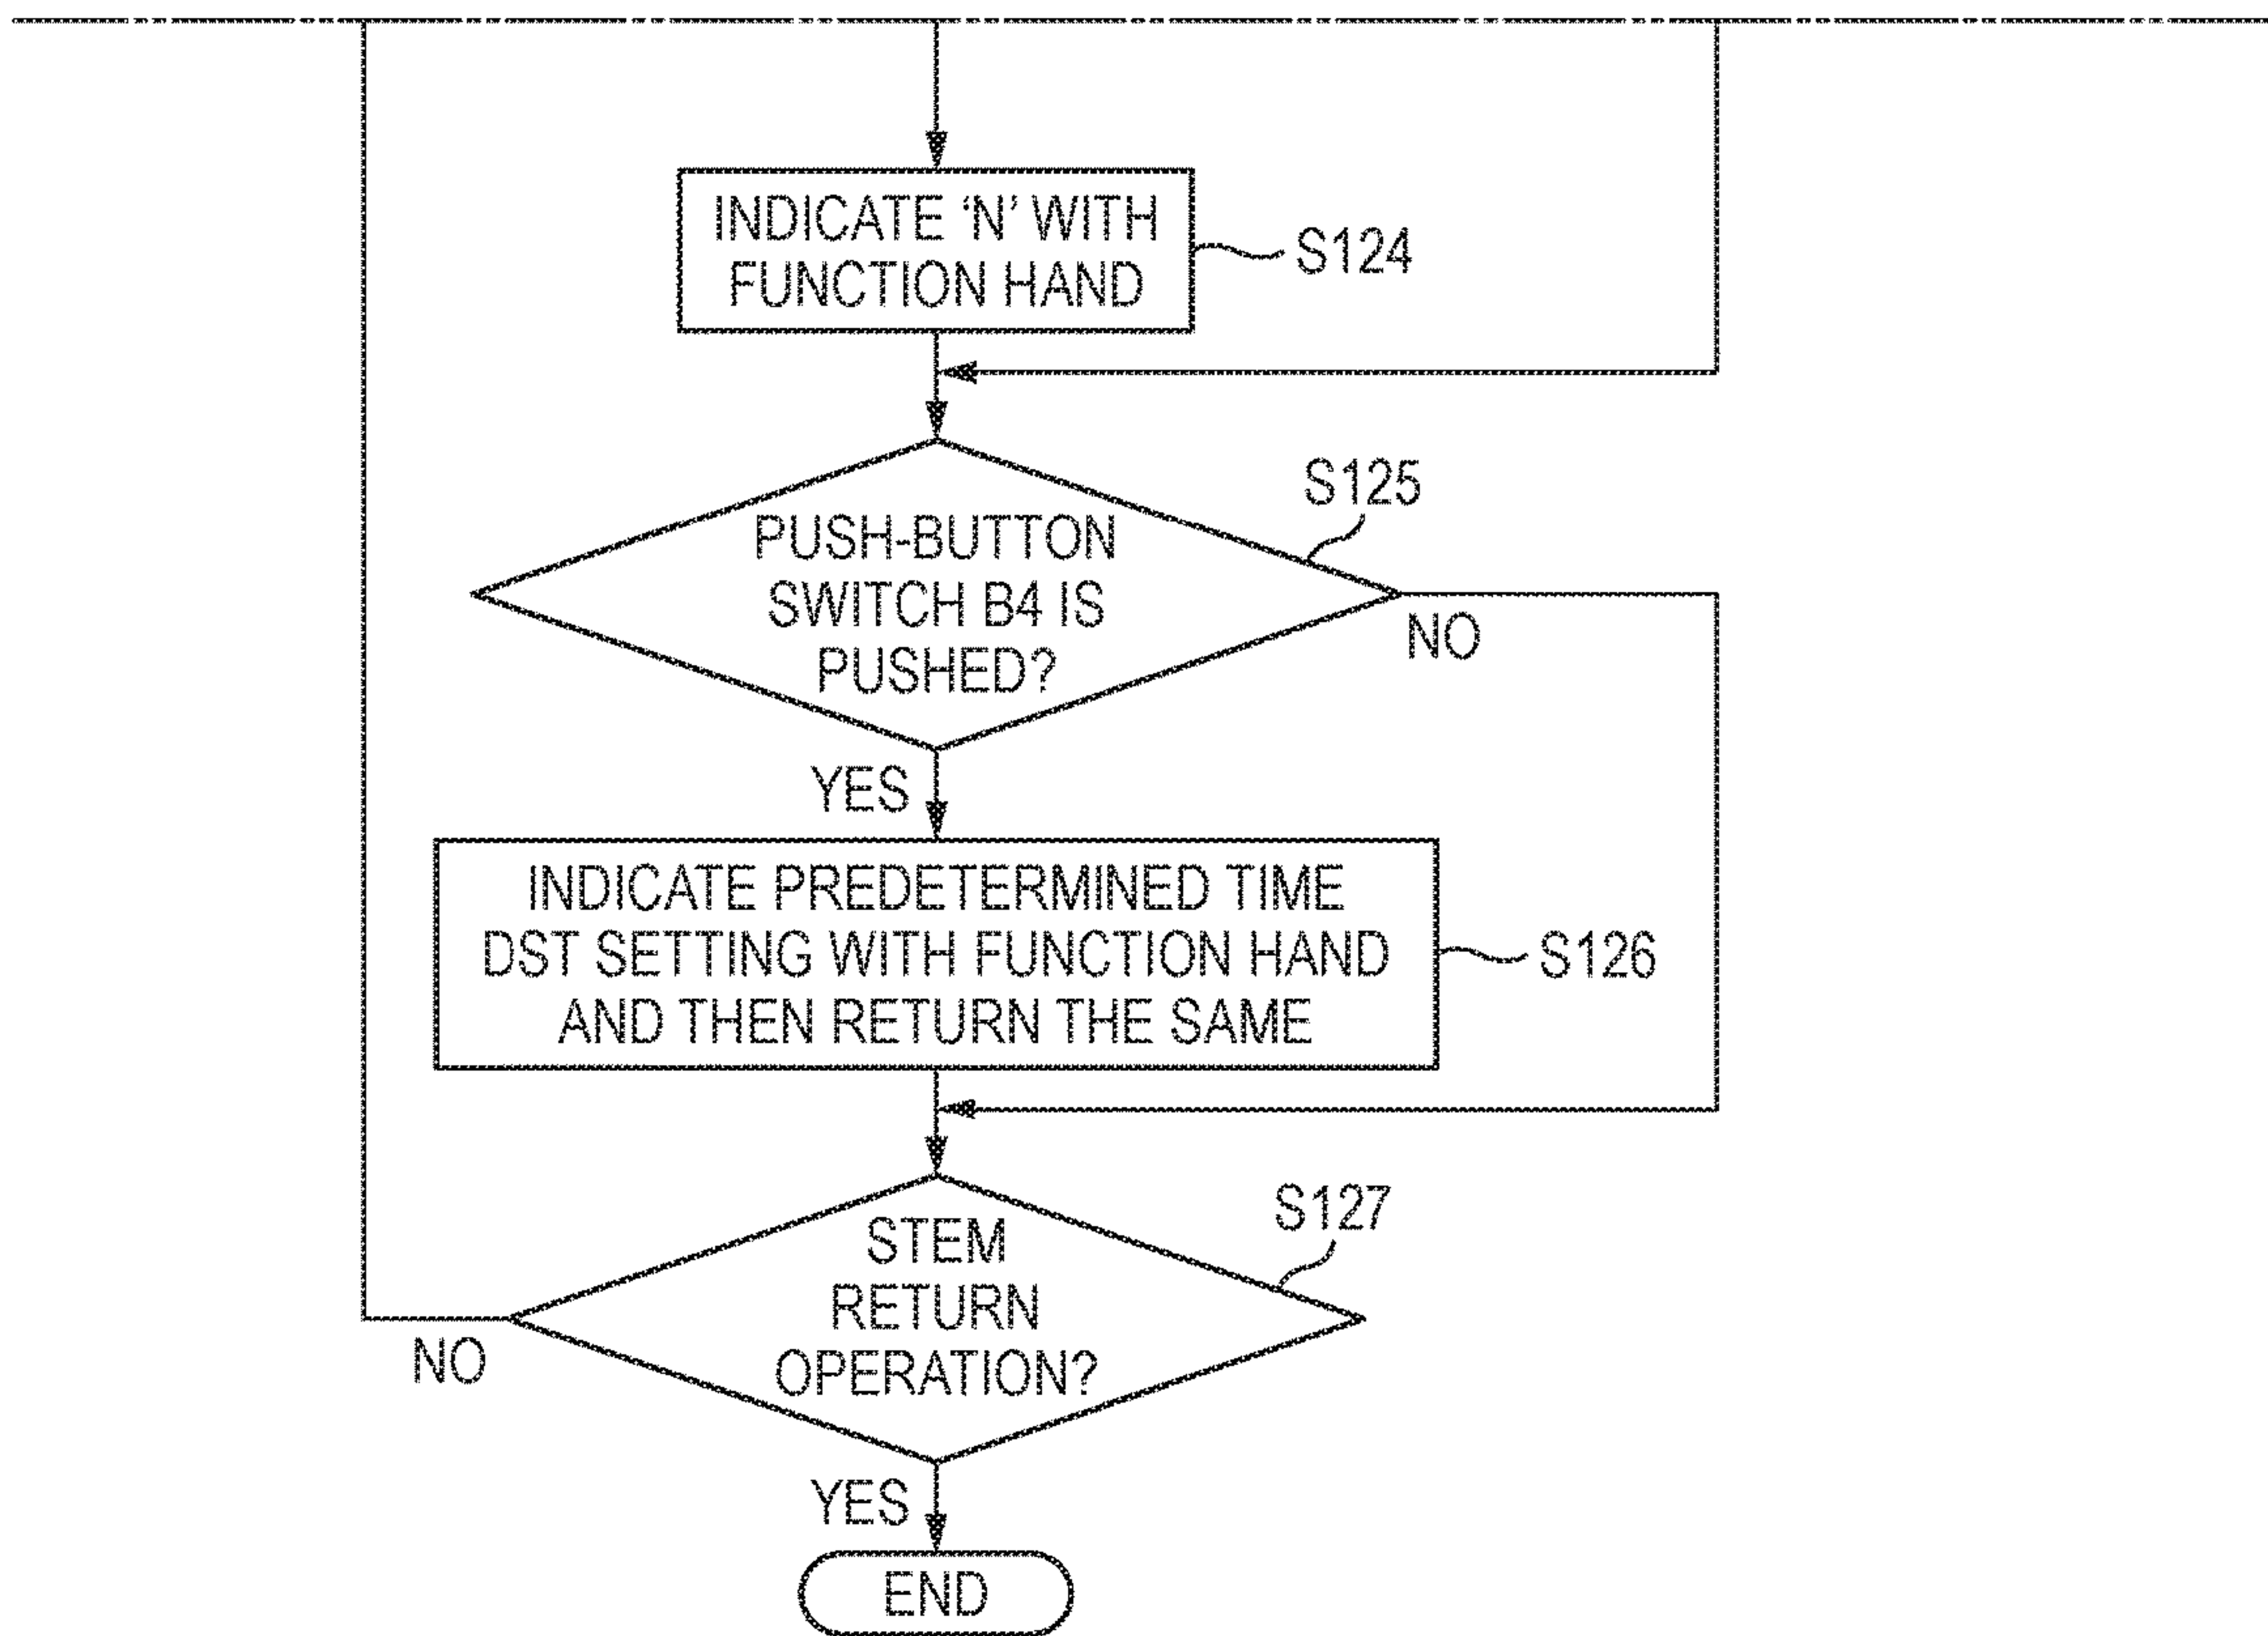 INDICATE ‘N’ WITH
FUNCTION HAND
S124
S125
PUSH-BUTTON
SWITCH B4 IS
PUSHED?
NO
YES
INDICATE PREDETERMINED TIME
DST SETTING WITH FUNCTION HAND
AND THEN RETURN THE SAME
S126
S127
STEM
RETURN
OPERATION?
NO
YES
END